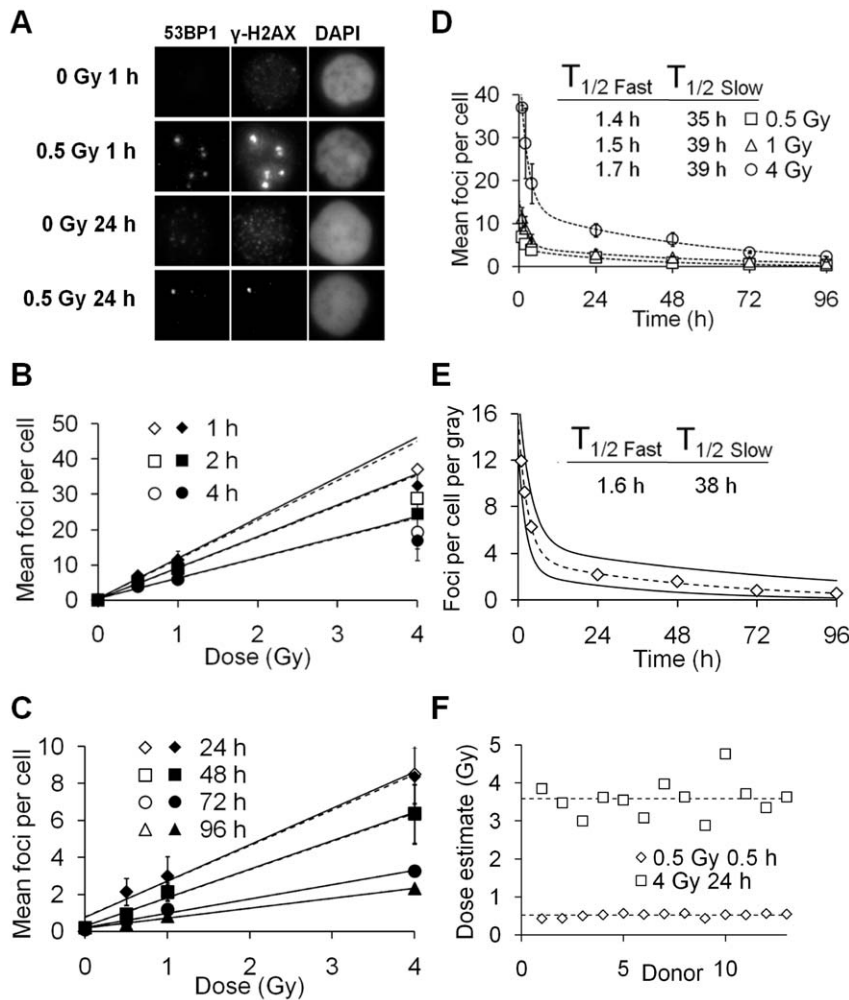 A
53BP1 γ-H2AX DAPI
0 Gy 1 h
0.5 Gy 1 h
0 Gy 24 h
0.5 Gy 24 h
B
Mean foci per cell
50
40
30
20
10
0
1 h
2 h
4 h
0 1 2 3 4
Dose (Gy)
C
Mean foci per cell
10
8
6
4
2
0
24 h
48 h
72 h
96 h
0 1 2 3 4
Dose (Gy)
D
Mean foci per cell
40
30
20
10
0
T1/2 Fast T1/2 Slow
1.4 h 35 h 0.5 Gy
1.5 h 39 h 1 Gy
1.7 h 39 h 4 Gy
0 24 48 72 96
Time (h)
E
Foci per cell per gray
16
12
8
4
0
T1/2 Fast T1/2 Slow
1.6 h 38 h
0 24 48 72 96
Time (h)
F
Dose estimate (Gy)
5
4
3
2
1
0
0.5 Gy 0.5 h
4 Gy 24 h
5 10
Donor